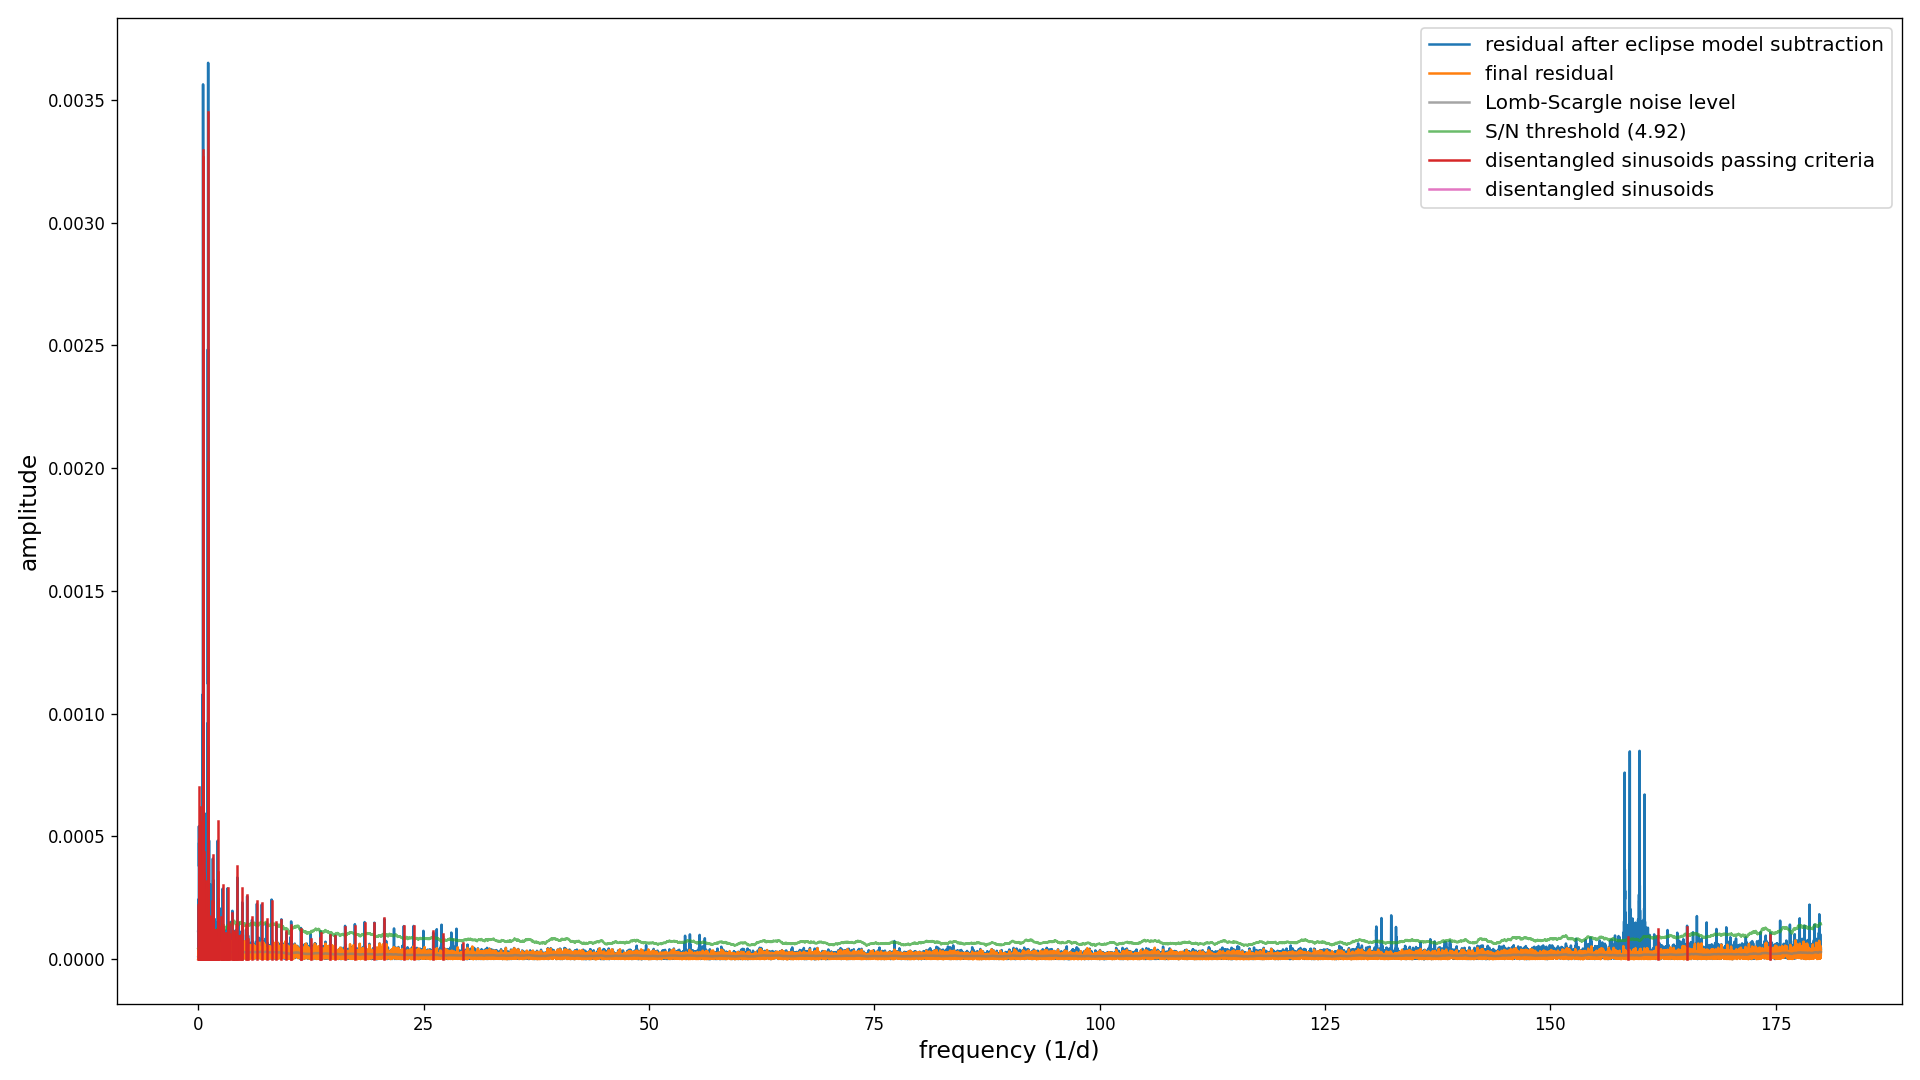 residual after eclipse model subtraction
final residual
Lomb-Scargle noise level
S/N threshold (4.92)
disentangled sinusoids passing criteria
disentangled sinusoids
amplitude
0.0035
0.0030
0.0025
0.0020
0.0015
0.0010
0.0005
0.0000
0 25 50 75 100 125 150 175
frequency (1/d)